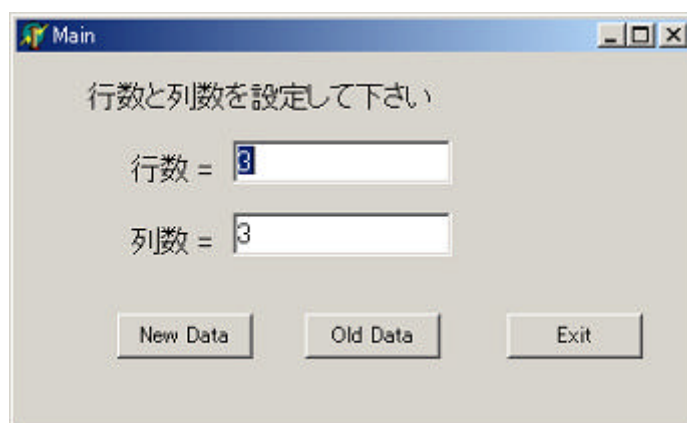 Main
行数と列数を設定して下さい
行数 = 3
列数 = 3
New Data Old Data Exit